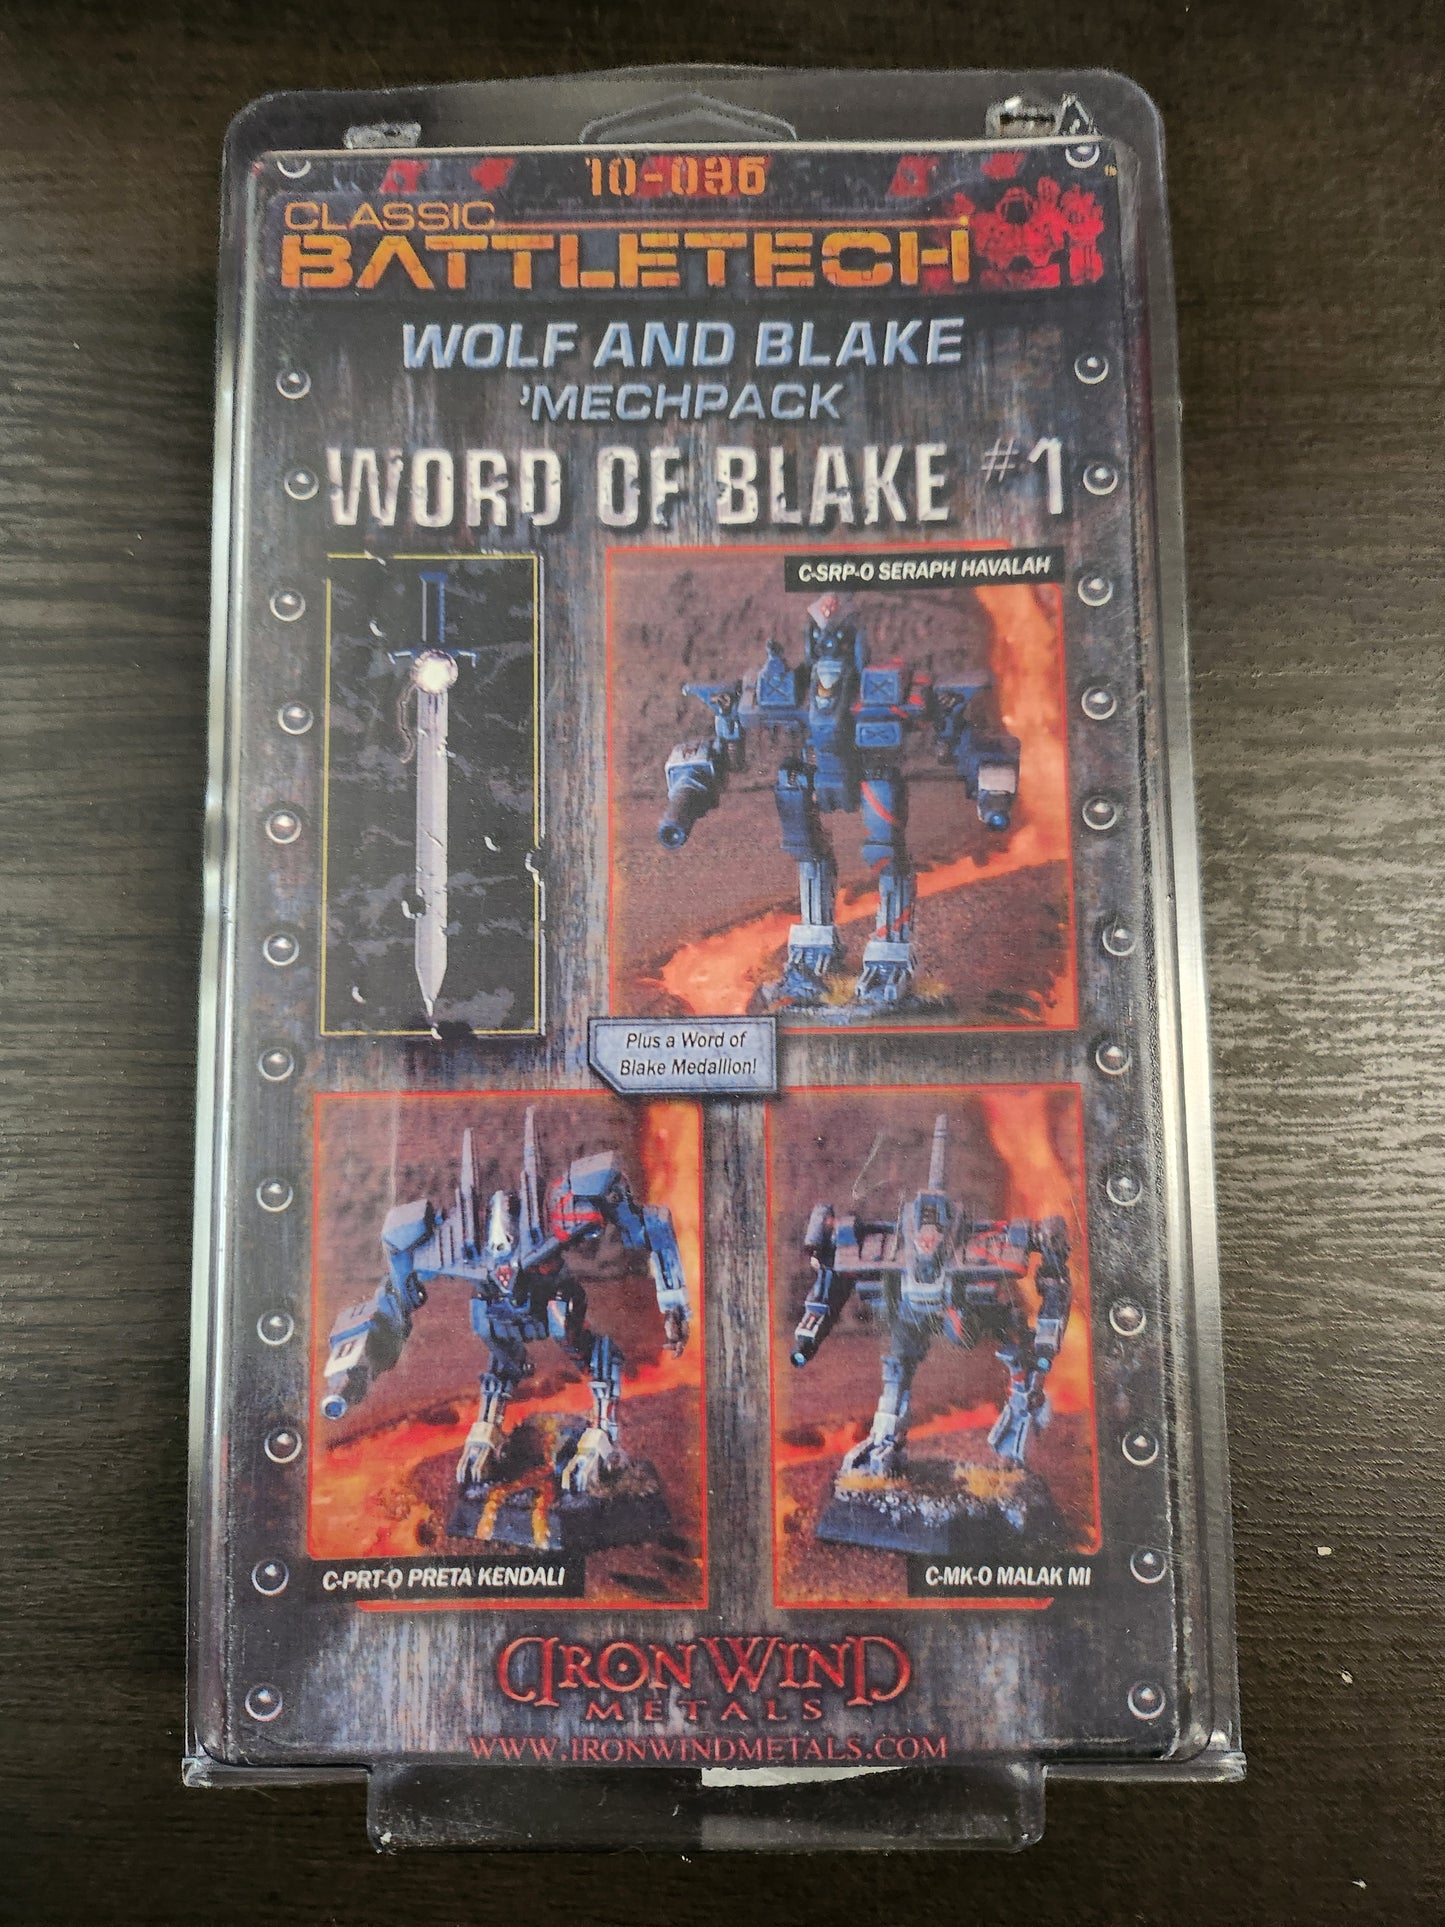 10-036
CLASSIC
BATTLETECH
WOLF AND BLAKE
'MECHPACK
WORD OF BLAKE #1
C-SRP-O SERAPH HAVALAH
Plus a Word of
Blake Medallion!
C-PRT-O PRETA KENDALI
C-MK-O MALAK MI
IRON WIND
METALS
WWW.IRONWINDMETALS.COM